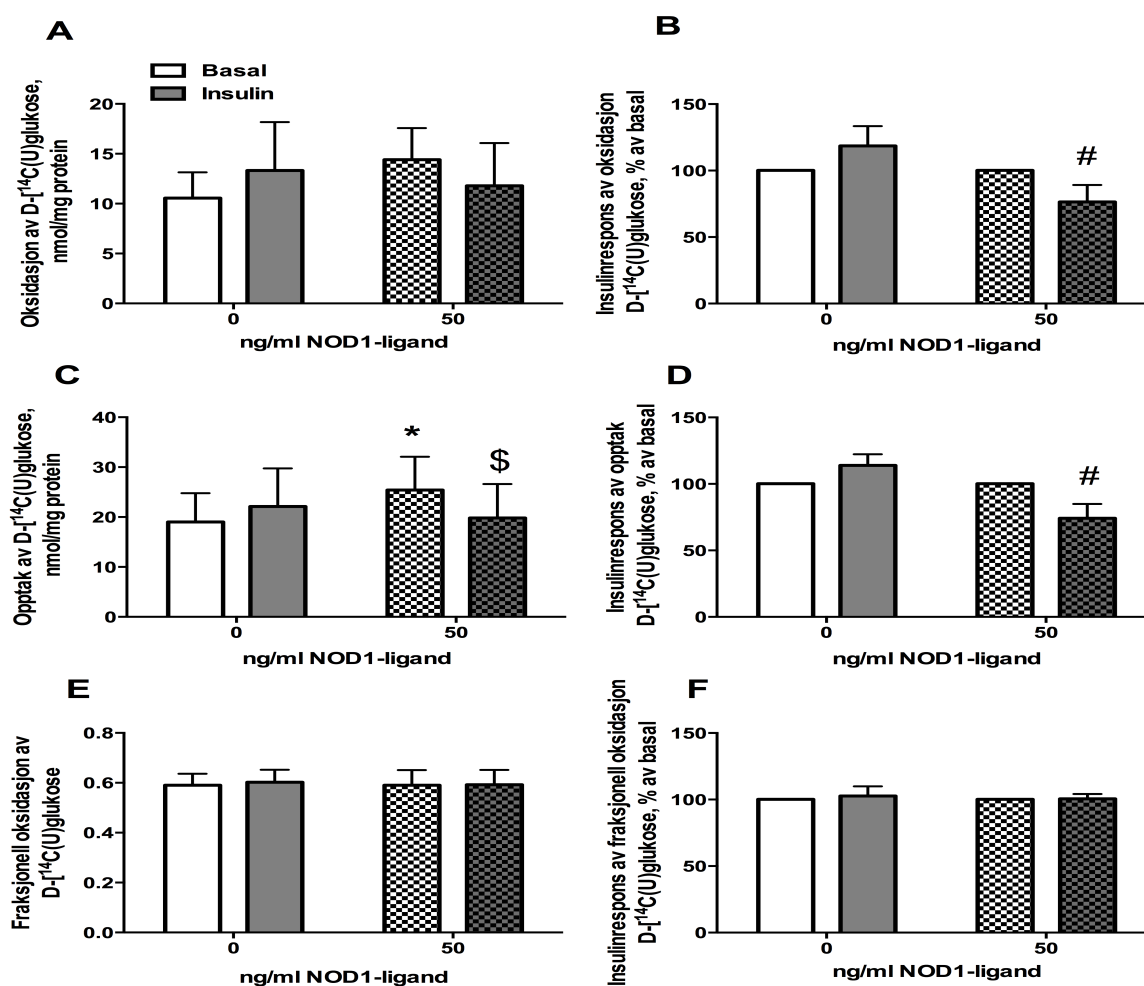 A
Basal
Insulin
Oksidasjon av D-[¹⁴C(U)glukose,
nmol/mg protein
20
15
10
5
0
0
50
ng/ml NOD1-ligand
B
Insulinrespons av oksidasjon
D-[¹⁴C(U)glukose, % av basal
150
100
50
0
#
0
50
ng/ml NOD1-ligand
C
Opptak av D-[¹⁴C(U)glukose,
nmol/mg protein
40
30
20
10
0
*
$
0
50
ng/ml NOD1-ligand
D
Insulinrespons av opptak
D-[¹⁴C(U)glukose, % av basal
150
100
50
0
#
0
50
ng/ml NOD1-ligand
E
Fraksjonell oksidasjon av
D-[¹⁴C(U)glukose
0.8
0.6
0.4
0.2
0.0
0
50
ng/ml NOD1-ligand
F
Insulinrespons av fraksjonell oksidasjon
D-[¹⁴C(U)glukose, % av basal
150
100
50
0
0
50
ng/ml NOD1-ligand